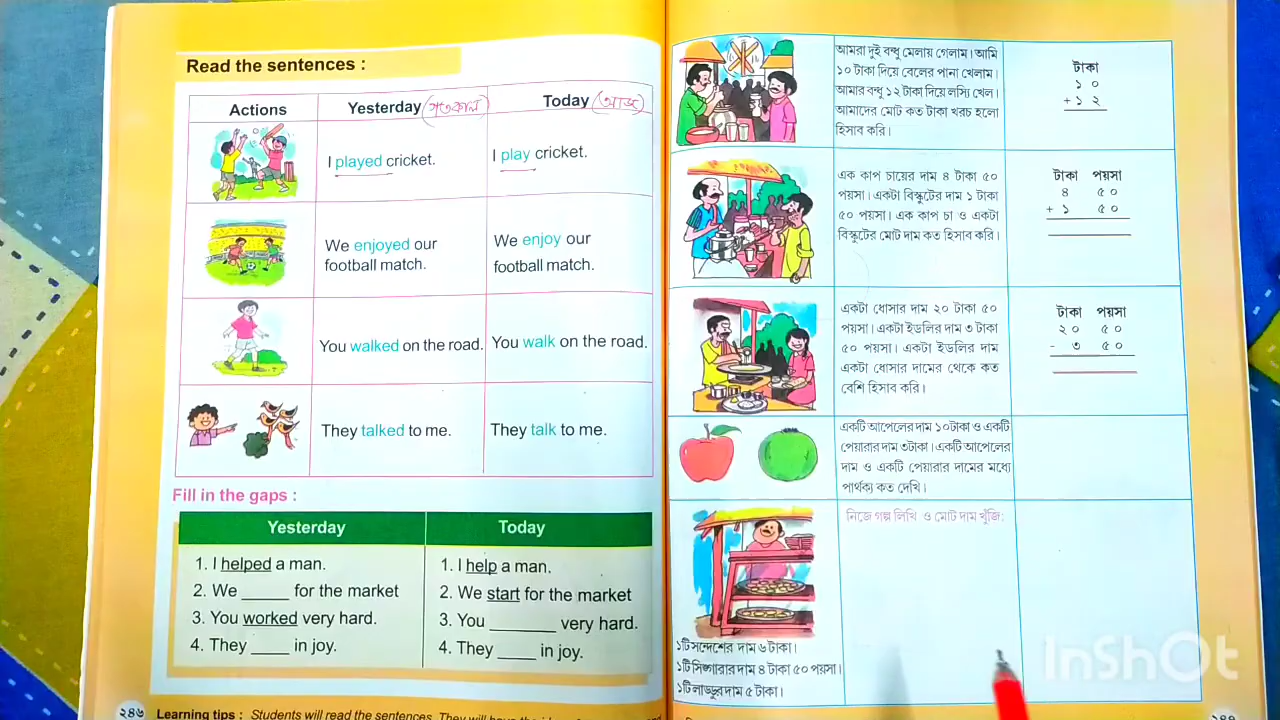 Read the sentences :
Actions Yesterday (গতকাল) Today (আজ)
I played cricket. I play cricket.
We enjoyed our We enjoy our
football match. football match.
You walked on the road. You walk on the road.
They talked to me. They talk to me.
Fill in the gaps :
Yesterday Today
1. I helped a man. 1. I help a man.
2. We _____ for the market 2. We start for the market
3. You worked very hard. 3. You _______ very hard.
4. They ____ in joy. 4. They ____ in joy.
২৪৬ Learning tips : Students will read the sentences. They will have the
আমরা দুই বন্ধু মেলায় গেলাম। আমি
১০ টাকা দিয়ে বেলের পানা খেলাম।
আমার বন্ধু ১২ টাকা দিয়ে লস্যি খেল।
আমাদের মোট কত টাকা খরচ হলো
হিসাব করি।
টাকা
১ ০
+ ১ ২
এক কাপ চায়ের দাম ৪ টাকা ৫০
পয়সা। একটা বিস্কুটের দাম ১ টাকা
৫০ পয়সা। এক কাপ চা ও একটা
বিস্কুটের মোট দাম কত হিসাব করি।
টাকা পয়সা
৪ ৫ ০
+ ১ ৫ ০
একটা ধোসার দাম ২০ টাকা ৫০
পয়সা। একটা ইডলির দাম ৩ টাকা
৫০ পয়সা। একটা ইডলির দাম
একটা ধোসার দামের থেকে কত
বেশি হিসাব করি।
টাকা পয়সা
২ ০ ৫ ০
- ৩ ৫ ০
একটি আপেলের দাম ১০টাকা ও একটি
পেয়ারার দাম ৩টাকা। একটি আপেলের
দাম ও একটি পেয়ারার দামের মধ্যে
পার্থক্য কত দেখি।
নিজে গল্প লিখি ও মোট দাম খুঁজি:
১টি সন্দেশের দাম ৬ টাকা।
১টি সিঙ্গারার দাম ৪ টাকা ৫০ পয়সা।
১টি লাড্ডুর দাম ৫ টাকা।
InShOt